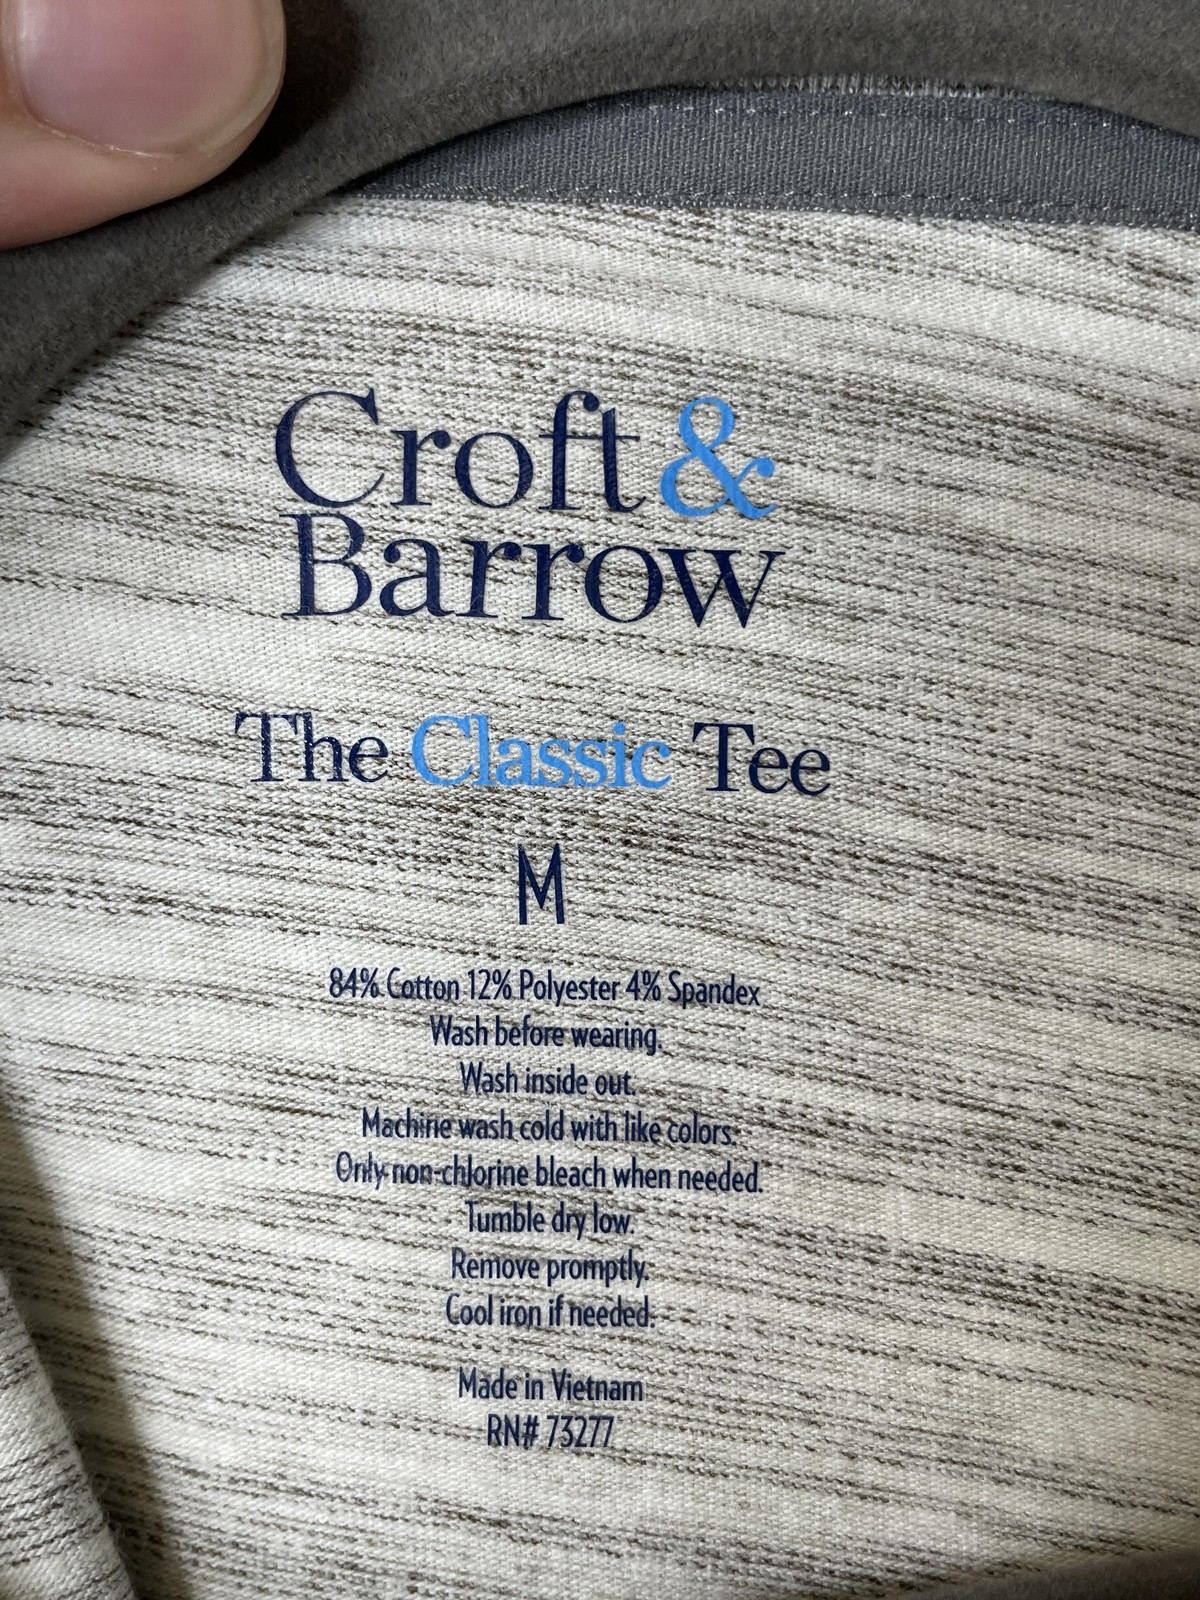 Croft &
Barrow
The Classic Tee
M
84% Cotton 12% Polyester 4% Spandex
Wash before wearing.
Wash inside out.
Machine wash cold with like colors.
Only non-chlorine bleach when needed.
Tumble dry low.
Remove promptly.
Cool iron if needed.
Made in Vietnam
RN# 73277